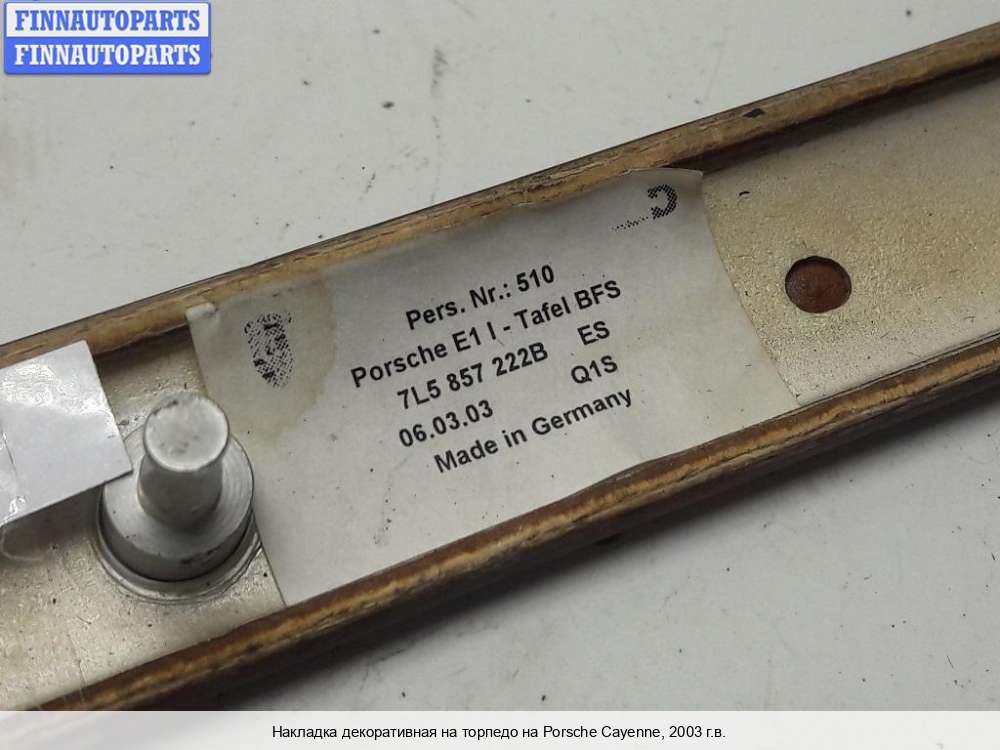 FINNAUTOPARTS
FINNAUTOPARTS
Pers. Nr.: 510
Porsche E1 I - Tafel BFS
7L5 857 222B ES
06.03.03 Q1S
Made in Germany
Накладка декоративная на торпедо на Porsche Cayenne, 2003 г.в.